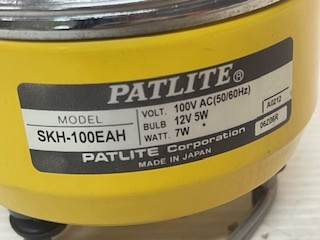 PATLITE®
MODEL
SKH-100EAH
VOLT. 100V AC(50/60Hz)
BULB 12V 5W
WATT. 7W
A0212
06Z06R
PATLITE Corporation
MADE IN JAPAN